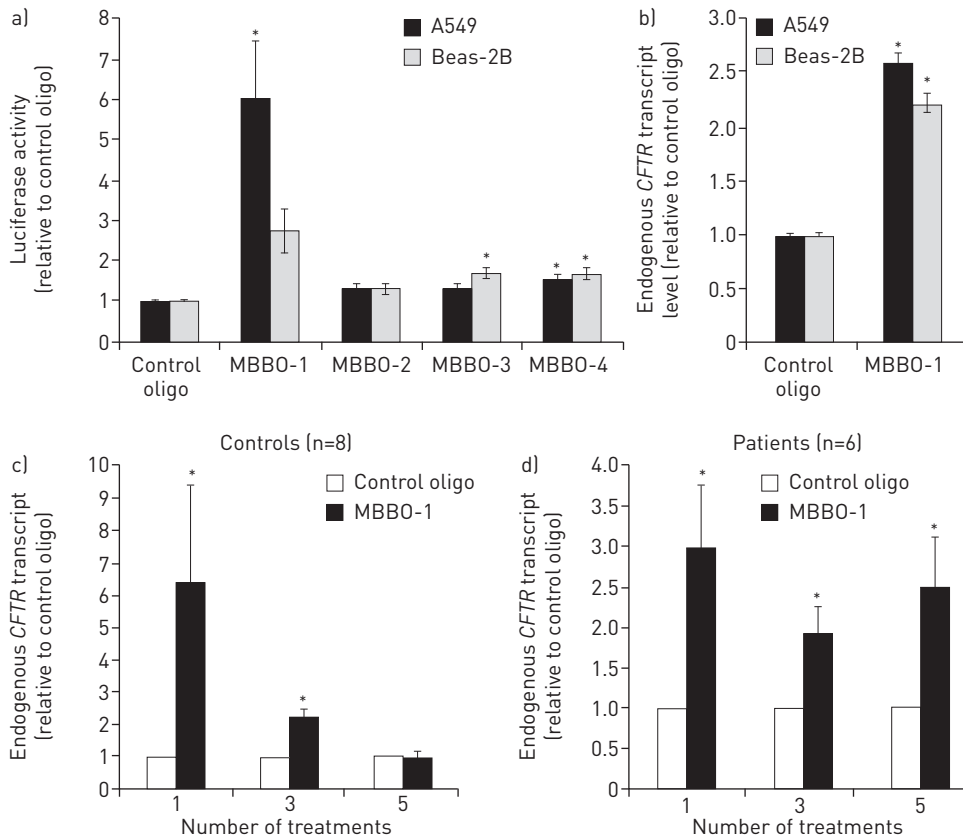 a)
Luciferase activity
(relative to control oligo)
8
7
6
5
4
3
2
1
0
*
* * *
A549
Beas-2B
Control
oligo
MBBO-1
MBBO-2
MBBO-3
MBBO-4
b)
Endogenous CFTR transcript
level (relative to control oligo)
3.0
2.5
2.0
1.5
1.0
0.5
0
A549
Beas-2B
*
*
Control
oligo
MBBO-1
Controls (n=8)
c)
Endogenous CFTR transcript
(relative to control oligo)
10
9
8
7
6
5
4
3
2
1
0
*
*
Control oligo
MBBO-1
1
3
5
Number of treatments
Patients (n=6)
d)
Endogenous CFTR transcript
(relative to control oligo)
4.0
3.5
3.0
2.5
2.0
1.5
1.0
0.5
0
*
*
*
Control oligo
MBBO-1
1
3
5
Number of treatments